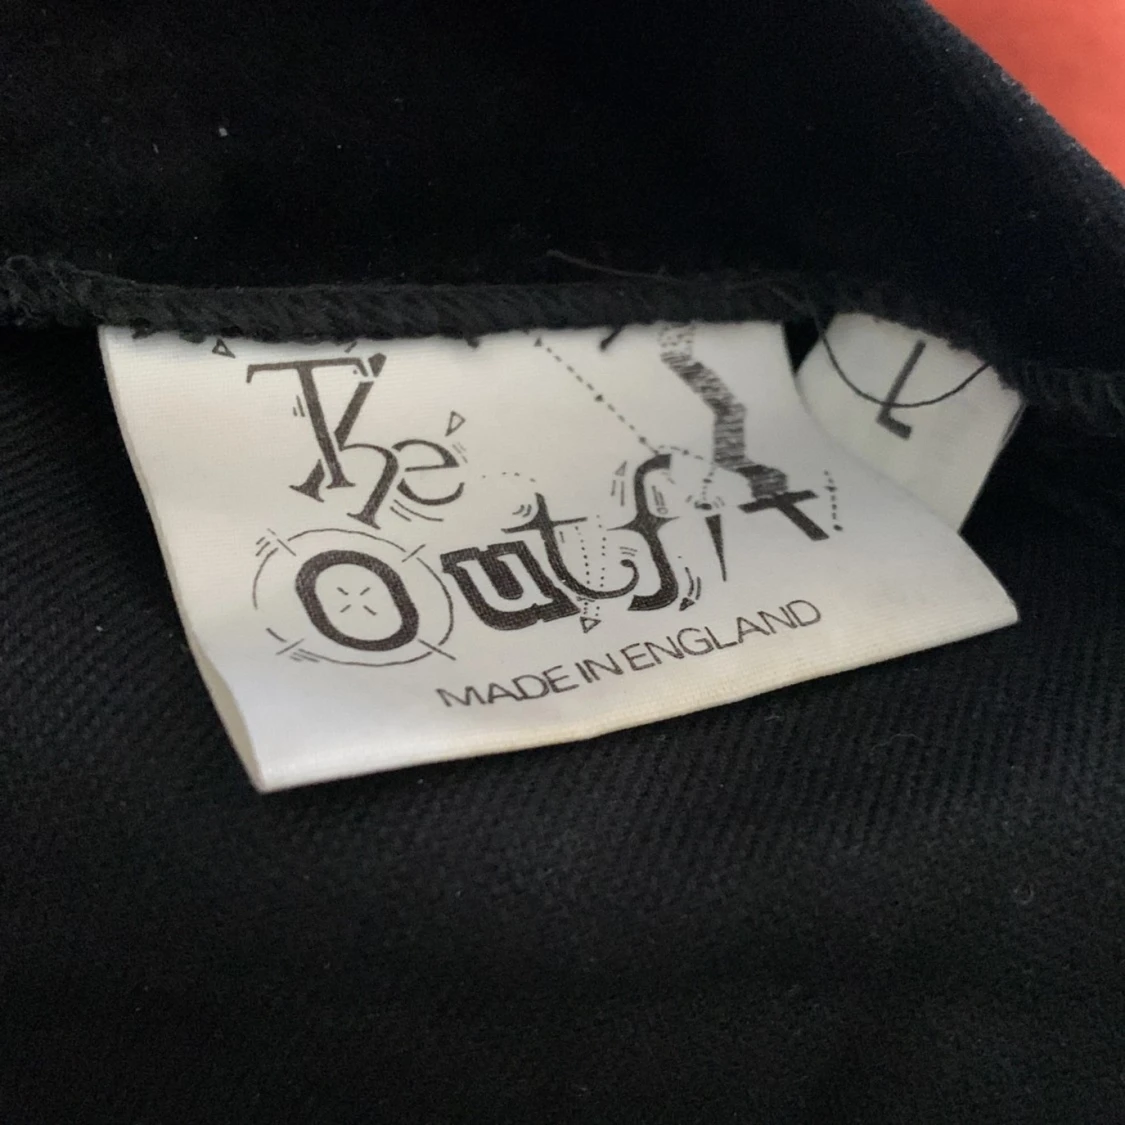 The
Outfit
MADE IN ENGLAND
L